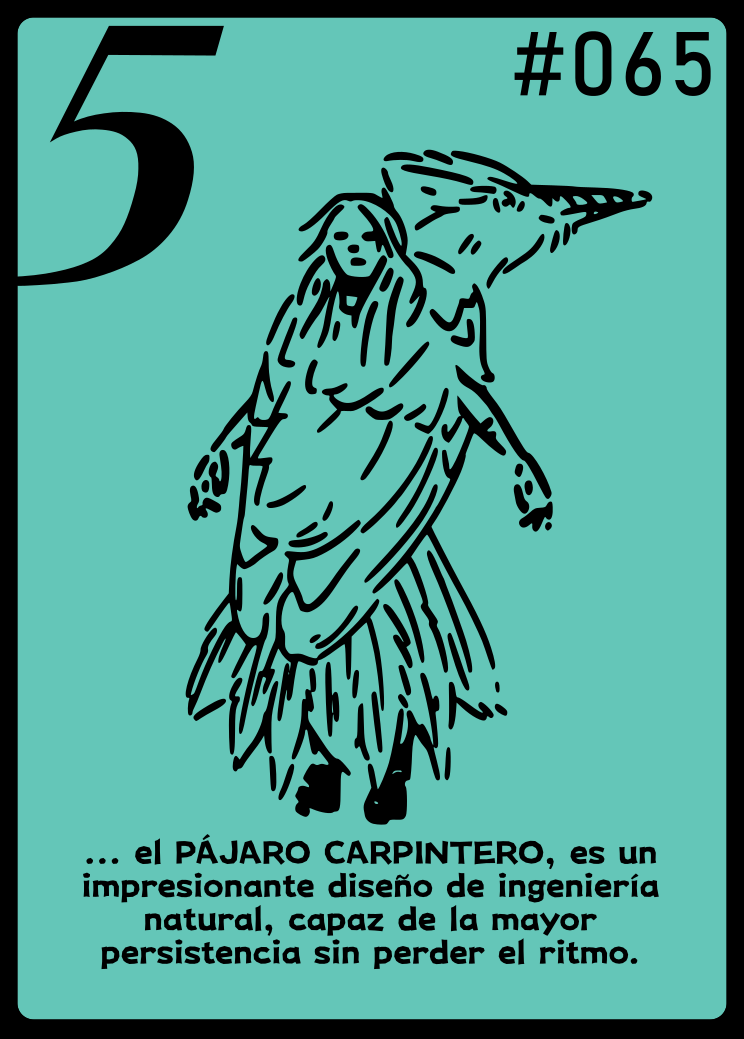 5
#065
... el PÁJARO CARPINTERO, es un
impresionante diseño de ingeniería
natural, capaz de la mayor
persistencia sin perder el ritmo.